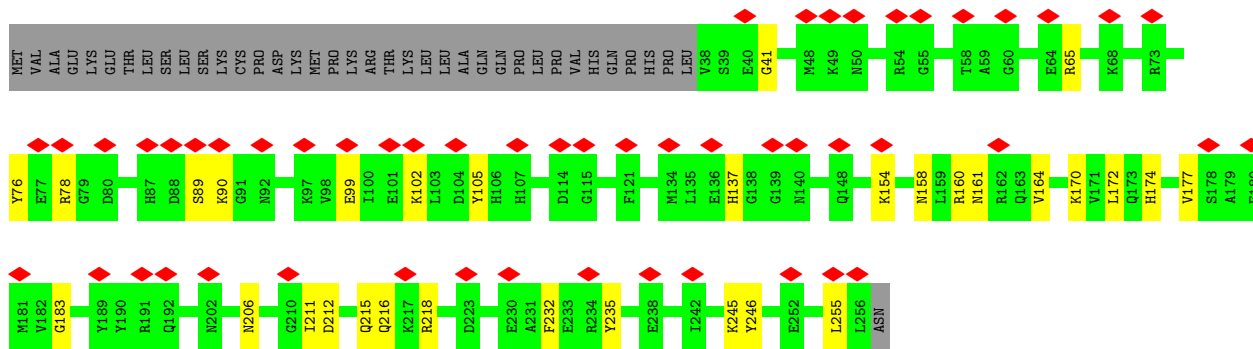 MET VAL ALA GLU LYS GLU THR LEU SER LEU SER LYS CYS PRO ASP LYS MET PRO LYS ARG THR LYS LEU LEU ALA GLN GLN PRO LEU PRO VAL HIS GLN PRO HIS PRO LEU V38 S39 E40 G41 M48 K49 N50 R54 G55 T58 A59 G60 E64 R65 K68 R73
Y76 E77 R78 G79 D80 H87 D88 S89 K90 G91 N92 K97 V98 E99 I100 E101 K102 L103 D104 Y105 H106 H107 D114 G115 F121 M134 L135 E136 H137 G138 G139 N140 Q148 K154 N158 L159 R160 N161 R162 Q163 V164 K170 V171 L172 Q173 H174 V177 S178 A179
M181 V182 G183 Y189 Y190 R191 Q192 N202 N206 G210 I211 D212 Q215 Q216 K217 R218 D223 E230 A231 F232 E233 R234 Y235 E238 I242 K245 Y246 E252 L255 L256 ASN